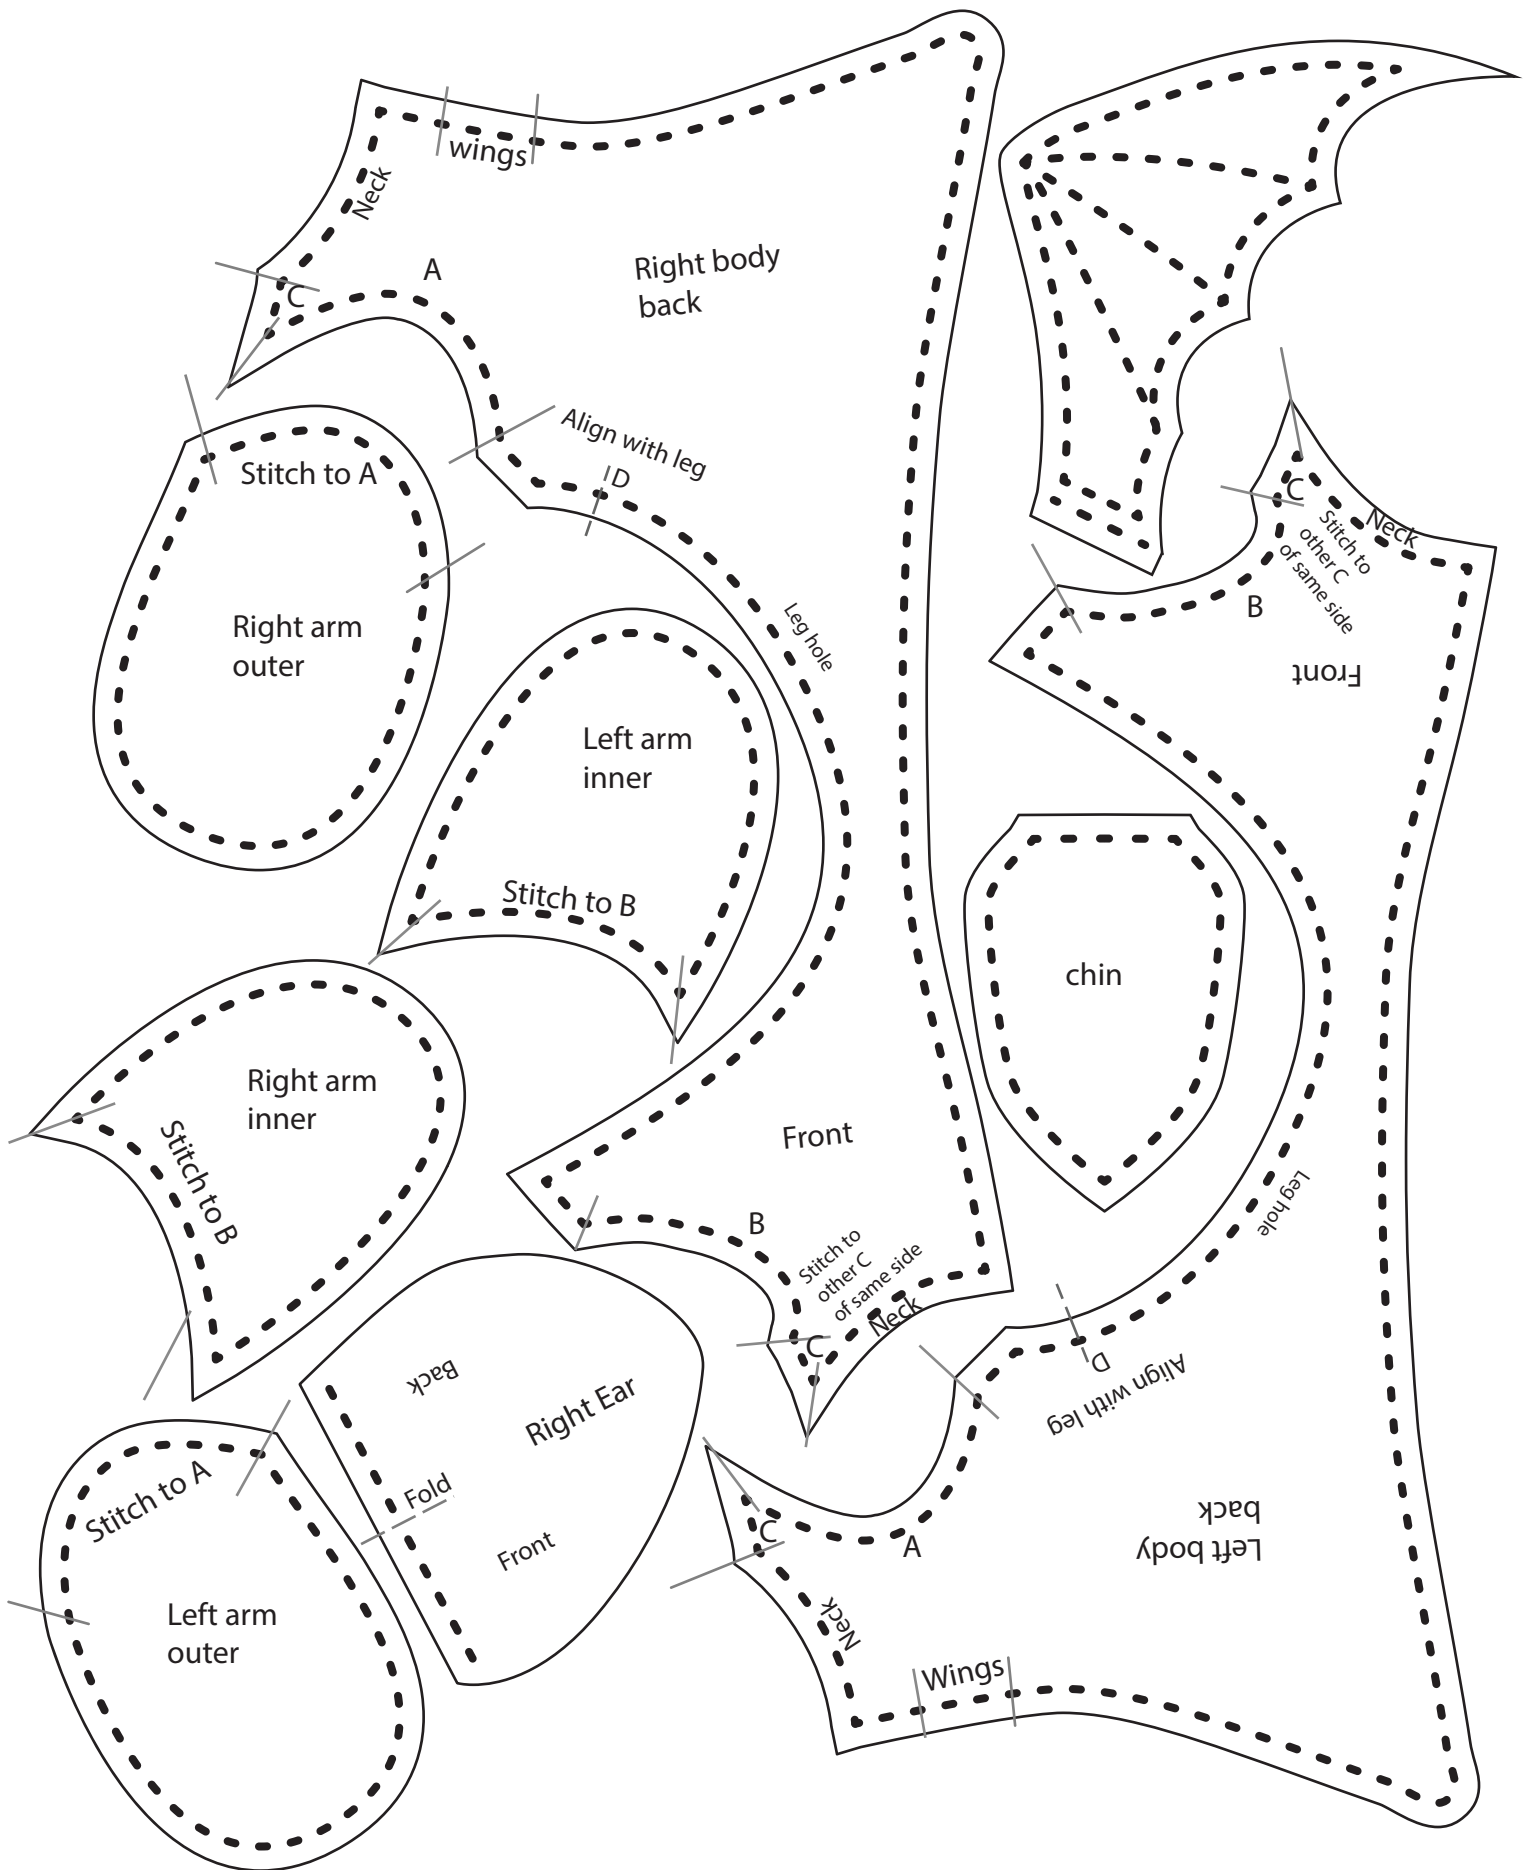 wings
Neck
C
A
Right body
back
Align with leg
D
Leg hole
Front
B
Stitch to
other C
of same side
C
Neck
Stitch to A
Right arm
outer
Left arm
inner
Stitch to B
Right arm
inner
Stitch to B
Stitch to A
Left arm
outer
Back
Right Ear
Fold
Front
chin
C
Neck
Stitch to
other C
of same side
B
Front
Leg hole
D
Align with leg
Left body
back
A
C
Neck
Wings